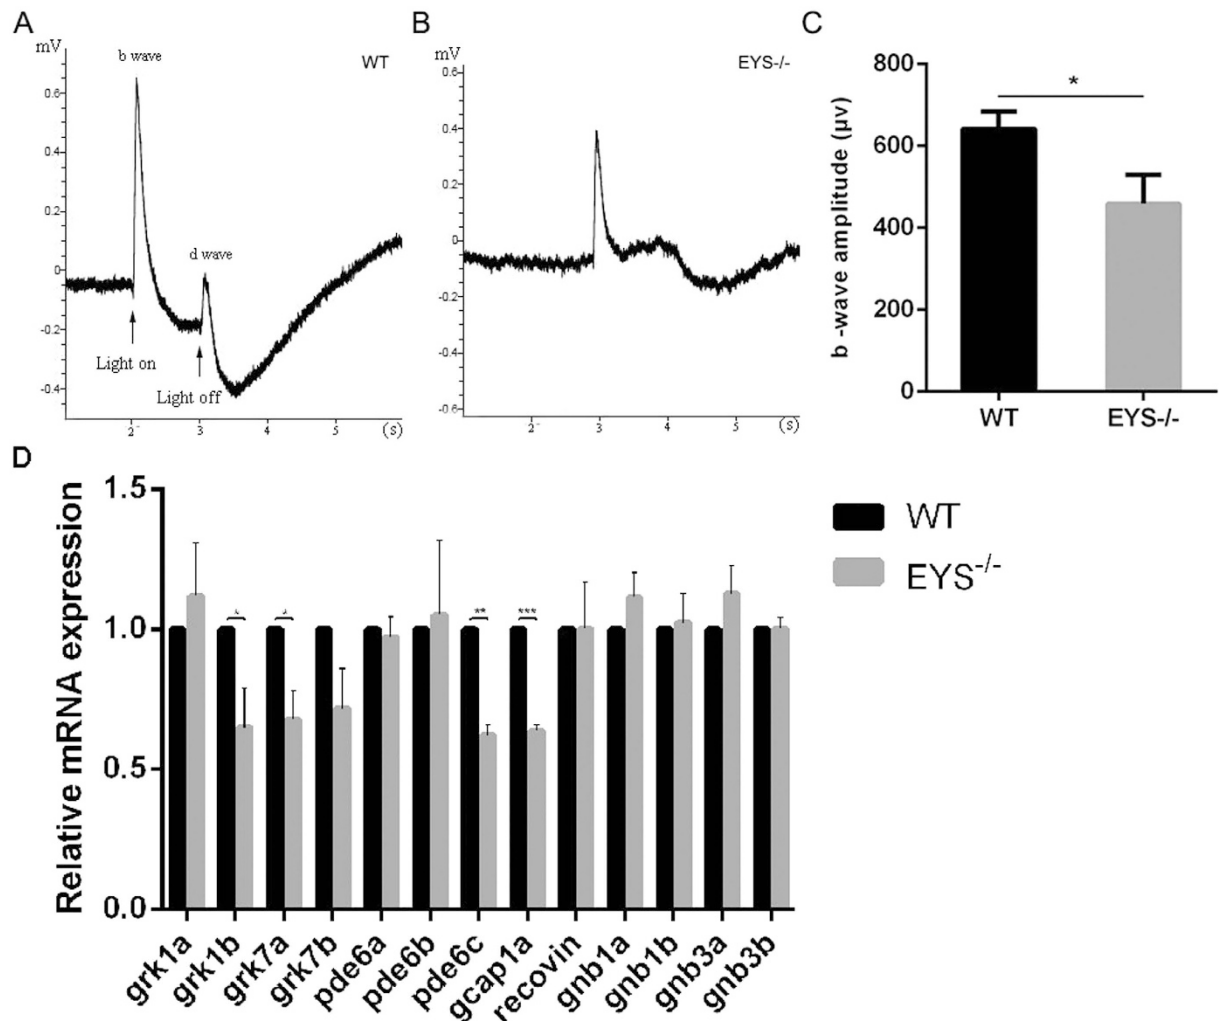 A
mV
b wave
WT
0.6
0.4
0.2
0
-0.2
-0.4
d wave
Light on
Light off
2
3
4
5
(s)
B
mV
EYS-/-
0.4
0.2
0
-0.2
-0.4
-0.6
2
3
4
5
(s)
C
b -wave amplitude (μv)
800
600
400
200
0
*
WT
EYS-/-
D
Relative mRNA expression
1.5
1.0
0.5
0.0
*
*
**
***
grk1a
grk1b
grk7a
grk7b
pde6a
pde6b
pde6c
gcap1a
recovin
gnb1a
gnb1b
gnb3a
gnb3b
WT
EYS-/-